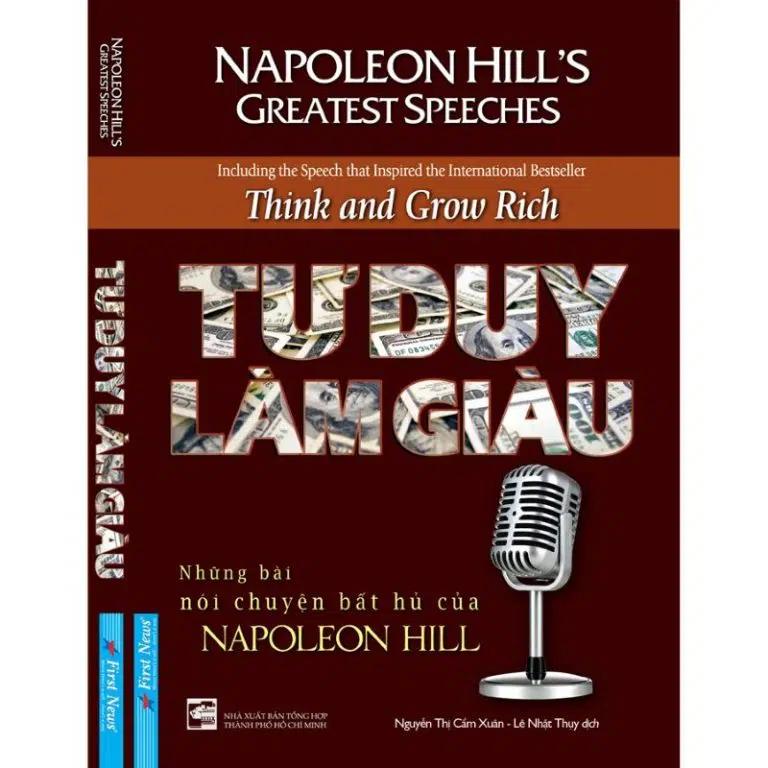 NAPOLEON HILL'S
GREATEST SPEECHES
NAPOLEON HILL'S
GREATEST SPEECHES
Including the Speech that Inspired the International Bestseller
Think and Grow Rich
TƯ DUY
LÀM GIÀU
TƯ DUY LÀM GIÀU
Những bài
nói chuyện bất hủ của
NAPOLEON HILL
First News
First News
NHÀ XUẤT BẢN TỔNG HỢP
THÀNH PHỐ HỒ CHÍ MINH
Nguyễn Thị Cẩm Xuân - Lê Nhật Thụy dịch